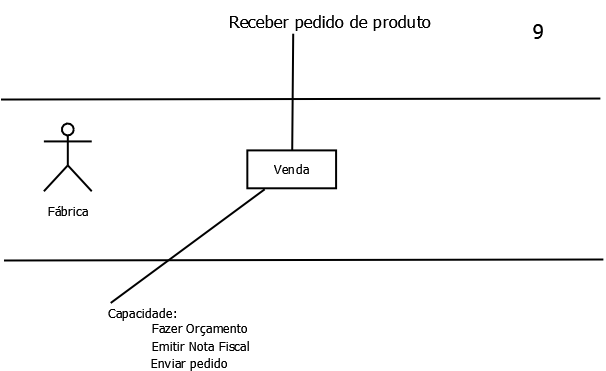 Receber pedido de produto
9
Venda
Fábrica
Capacidade:
Fazer Orçamento
Emitir Nota Fiscal
Enviar pedido